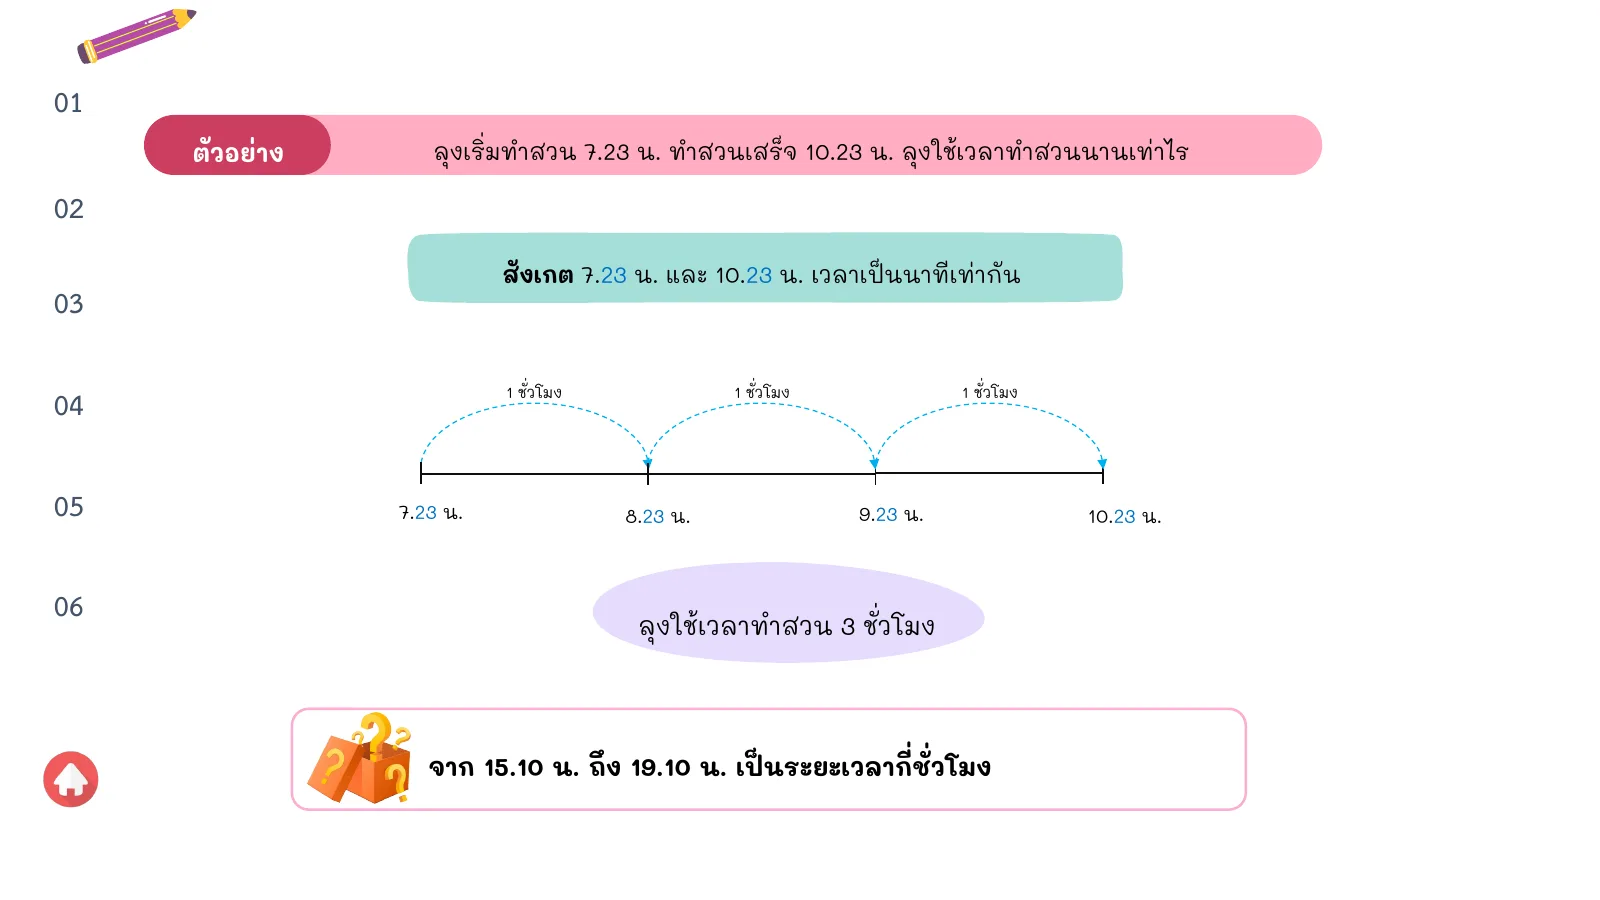 01
ตัวอย่าง ลุงเริ่มทำสวน 7.23 น. ทำสวนเสร็จ 10.23 น. ลุงใช้เวลาทำสวนนานเท่าไร
02
สังเกต 7.23 น. และ 10.23 น. เวลาเป็นนาทีเท่ากัน
03
1 ชั่วโมง 1 ชั่วโมง 1 ชั่วโมง
04
7.23 น. 8.23 น. 9.23 น. 10.23 น.
05
06
ลุงใช้เวลาทำสวน 3 ชั่วโมง
จาก 15.10 น. ถึง 19.10 น. เป็นระยะเวลากี่ชั่วโมง